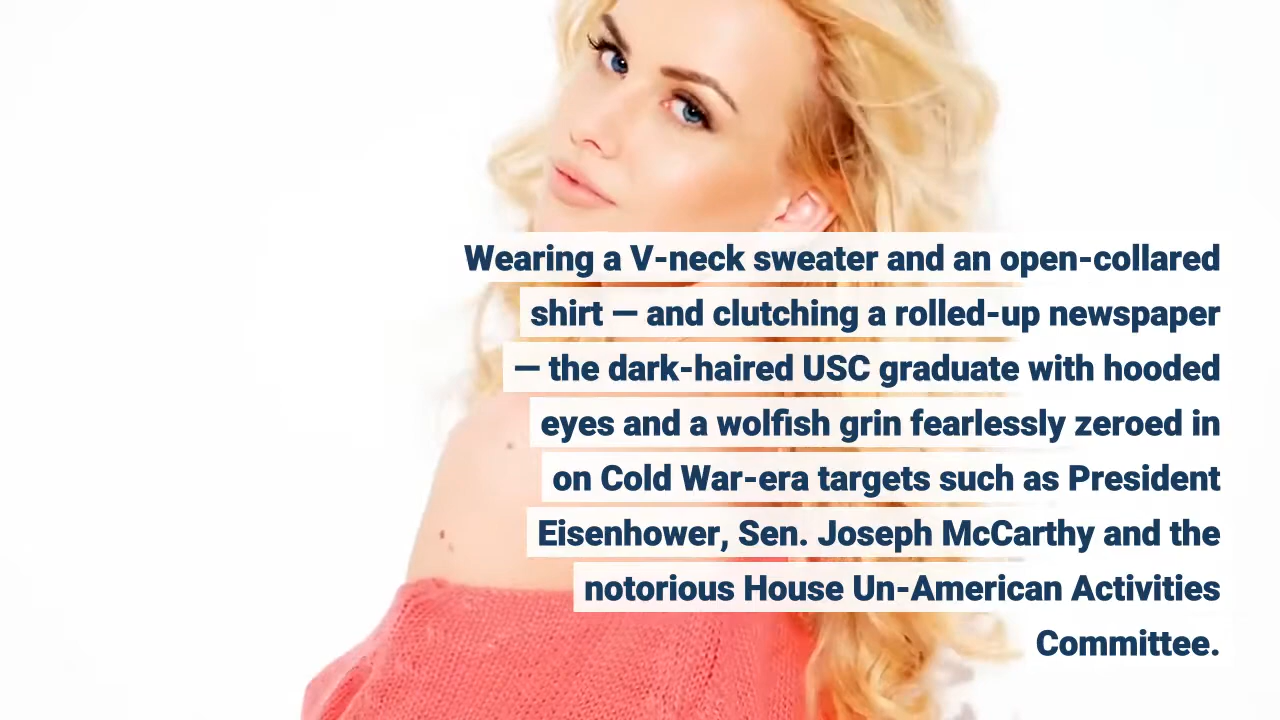 Wearing a V-neck sweater and an open-collared
shirt — and clutching a rolled-up newspaper
— the dark-haired USC graduate with hooded
eyes and a wolfish grin fearlessly zeroed in
on Cold War-era targets such as President
Eisenhower, Sen. Joseph McCarthy and the
notorious House Un-American Activities
Committee.